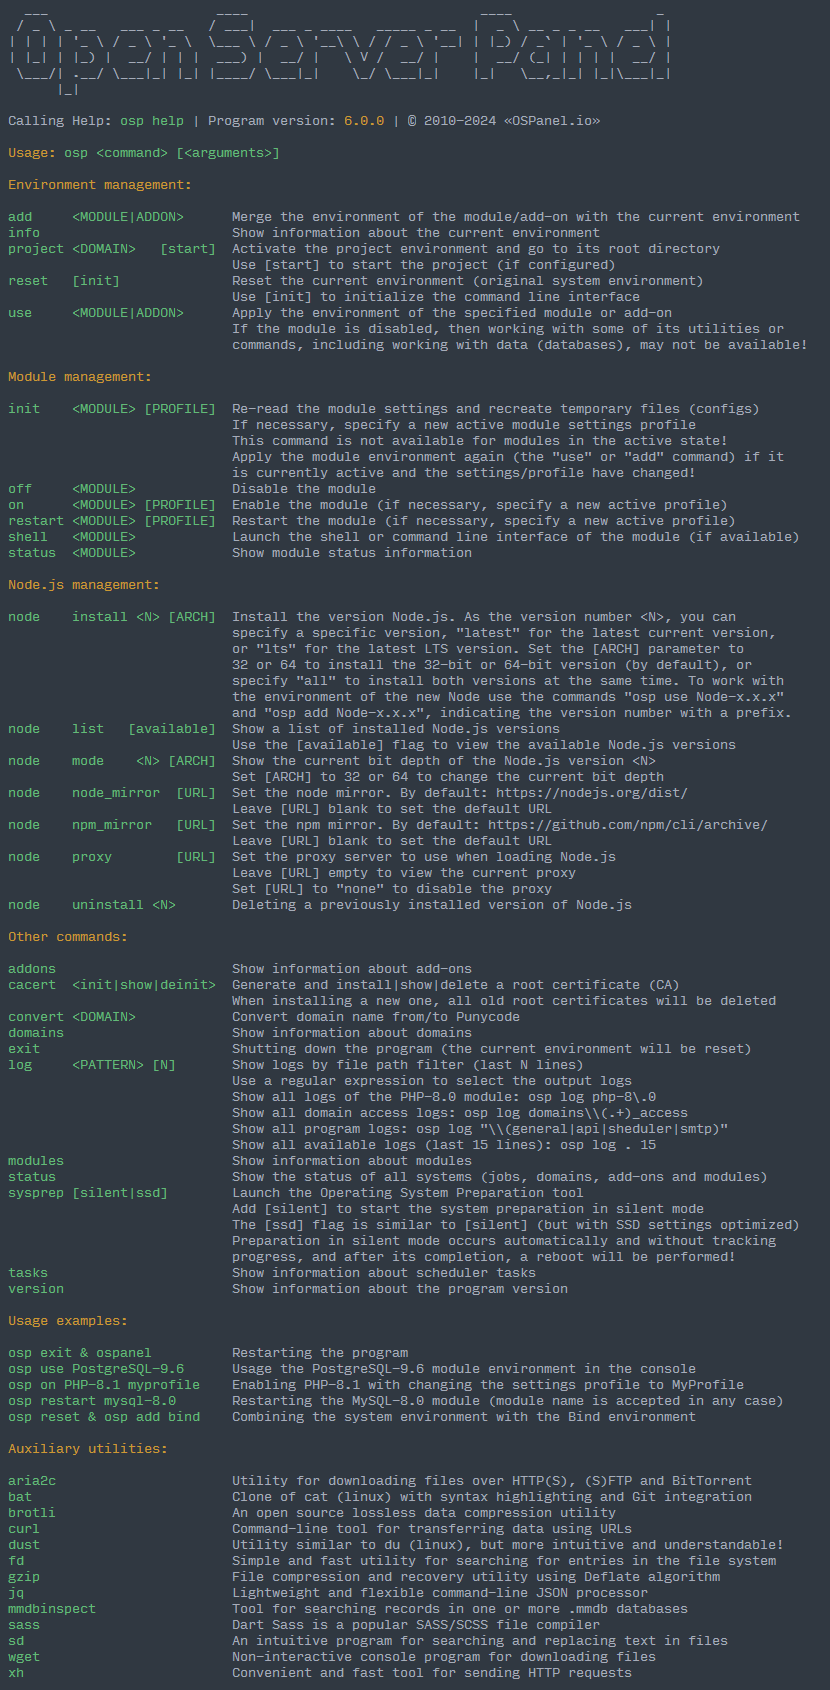 Open Server Panel
Calling Help: osp help | Program version: 6.0.0 | © 2010-2024 «OSPanel.io»
Usage: osp <command> [<arguments>]
Environment management:
add     <MODULE|ADDON>      Merge the environment of the module/add-on with the current environment
info                        Show information about the current environment
project <DOMAIN>   [start]  Activate the project environment and go to its root directory
                            Use [start] to start the project (if configured)
reset   [init]              Reset the current environment (original system environment)
                            Use [init] to initialize the command line interface
use     <MODULE|ADDON>      Apply the environment of the specified module or add-on
                            If the module is disabled, then working with some of its utilities or
                            commands, including working with data (databases), may not be available!
Module management:
init    <MODULE> [PROFILE]  Re-read the module settings and recreate temporary files (configs)
                            If necessary, specify a new active module settings profile
                            This command is not available for modules in the active state!
                            Apply the module environment again (the "use" or "add" command) if it
                            is currently active and the settings/profile have changed!
off     <MODULE>            Disable the module
on      <MODULE> [PROFILE]  Enable the module (if necessary, specify a new active profile)
restart <MODULE> [PROFILE]  Restart the module (if necessary, specify a new active profile)
shell   <MODULE>            Launch the shell or command line interface of the module (if available)
status  <MODULE>            Show module status information
Node.js management:
node    install <N> [ARCH]  Install the version Node.js. As the version number <N>, you can
                            specify a specific version, "latest" for the latest current version,
                            or "lts" for the latest LTS version. Set the [ARCH] parameter to
                            32 or 64 to install the 32-bit or 64-bit version (by default), or
                            specify "all" to install both versions at the same time. To work with
                            the environment of the new Node use the commands "osp use Node-x.x.x"
                            and "osp add Node-x.x.x", indicating the version number with a prefix.
node    list   [available]  Show a list of installed Node.js versions
                            Use the [available] flag to view the available Node.js versions
node    mode    <N> [ARCH]  Show the current bit depth of the Node.js version <N>
                            Set [ARCH] to 32 or 64 to change the current bit depth
node    node_mirror  [URL]  Set the node mirror. By default: https://nodejs.org/dist/
                            Leave [URL] blank to set the default URL
node    npm_mirror   [URL]  Set the npm mirror. By default: https://github.com/npm/cli/archive/
                            Leave [URL] blank to set the default URL
node    proxy        [URL]  Set the proxy server to use when loading Node.js
                            Leave [URL] empty to view the current proxy
                            Set [URL] to "none" to disable the proxy
node    uninstall <N>       Deleting a previously installed version of Node.js
Other commands:
addons                      Show information about add-ons
cacert  <init|show|deinit>  Generate and install|show|delete a root certificate (CA)
                            When installing a new one, all old root certificates will be deleted
convert <DOMAIN>            Convert domain name from/to Punycode
domains                     Show information about domains
exit                        Shutting down the program (the current environment will be reset)
log     <PATTERN> [N]       Show logs by file path filter (last N lines)
                            Use a regular expression to select the output logs
                            Show all logs of the PHP-8.0 module: osp log php-8\.0
                            Show all domain access logs: osp log domains\\(.+)_access
                            Show all program logs: osp log "\\(general|api|sheduler|smtp)"
                            Show all available logs (last 15 lines): osp log . 15
modules                     Show information about modules
status                      Show the status of all systems (jobs, domains, add-ons and modules)
sysprep [silent|ssd]        Launch the Operating System Preparation tool
                            Add [silent] to start the system preparation in silent mode
                            The [ssd] flag is similar to [silent] (but with SSD settings optimized)
                            Preparation in silent mode occurs automatically and without tracking
                            progress, and after its completion, a reboot will be performed!
tasks                       Show information about scheduler tasks
version                     Show information about the program version
Usage examples:
osp exit & ospanel          Restarting the program
osp use PostgreSQL-9.6      Usage the PostgreSQL-9.6 module environment in the console
osp on PHP-8.1 myprofile    Enabling PHP-8.1 with changing the settings profile to MyProfile
osp restart mysql-8.0       Restarting the MySQL-8.0 module (module name is accepted in any case)
osp reset & osp add bind    Combining the system environment with the Bind environment
Auxiliary utilities:
aria2c                      Utility for downloading files over HTTP(S), (S)FTP and BitTorrent
bat                         Clone of cat (linux) with syntax highlighting and Git integration
brotli                      An open source lossless data compression utility
curl                        Command-line tool for transferring data using URLs
dust                        Utility similar to du (linux), but more intuitive and understandable!
fd                          Simple and fast utility for searching for entries in the file system
gzip                        File compression and recovery utility using Deflate algorithm
jq                          Lightweight and flexible command-line JSON processor
mmdbinspect                 Tool for searching records in one or more .mmdb databases
sass                        Dart Sass is a popular SASS/SCSS file compiler
sd                          An intuitive program for searching and replacing text in files
wget                        Non-interactive console program for downloading files
xh                          Convenient and fast tool for sending HTTP requests